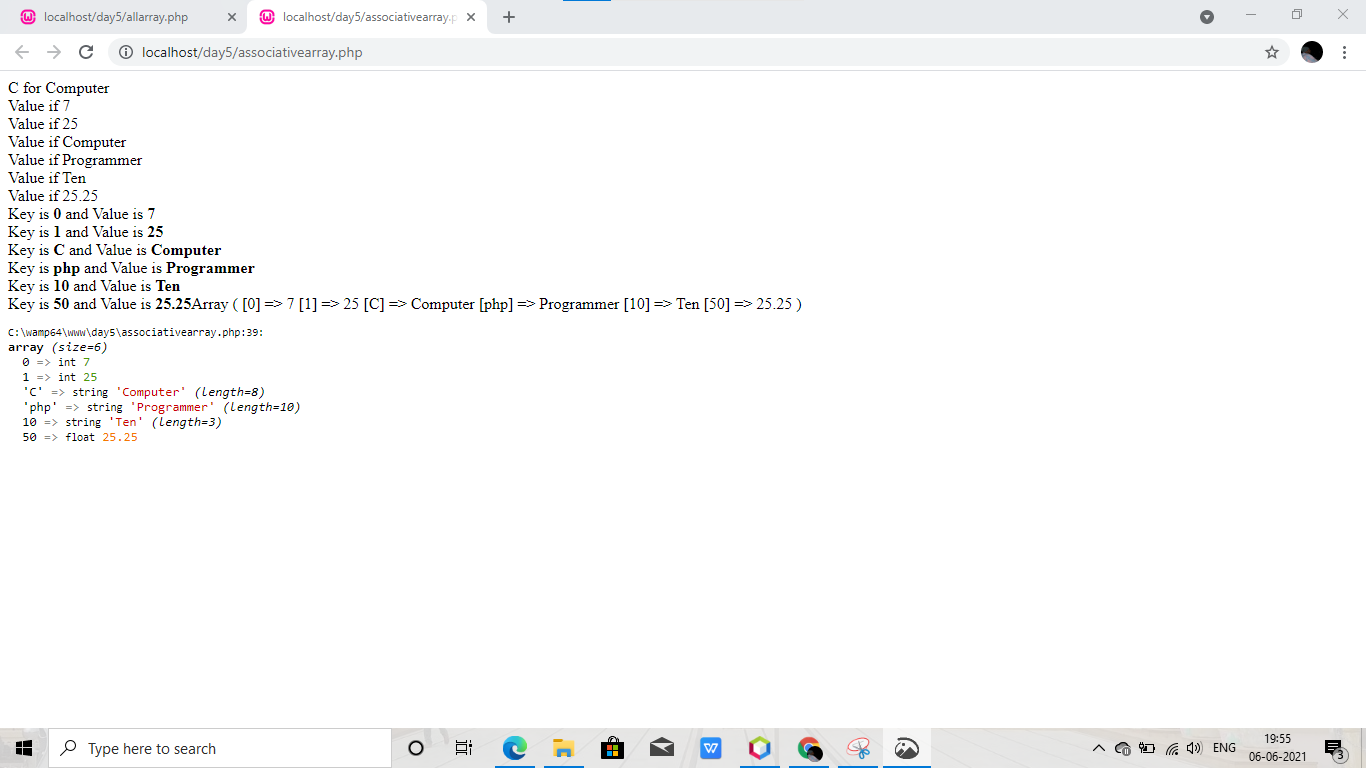 localhost/day5/allarray.php
localhost/day5/associativearray.p
localhost/day5/associativearray.php
C for Computer
Value if 7
Value if 25
Value if Computer
Value if Programmer
Value if Ten
Value if 25.25
Key is 0 and Value is 7
Key is 1 and Value is 25
Key is C and Value is Computer
Key is php and Value is Programmer
Key is 10 and Value is Ten
Key is 50 and Value is 25.25Array ( [0] => 7 [1] => 25 [C] => Computer [php] => Programmer [10] => Ten [50] => 25.25 )
C:\wamp64\www\day5\associativearray.php:39:
array (size=6)
0 => int 7
1 => int 25
'C' => string 'Computer' (length=8)
'php' => string 'Programmer' (length=10)
10 => string 'Ten' (length=3)
50 => float 25.25
Type here to search
W
ENG
19:55
06-06-2021
3